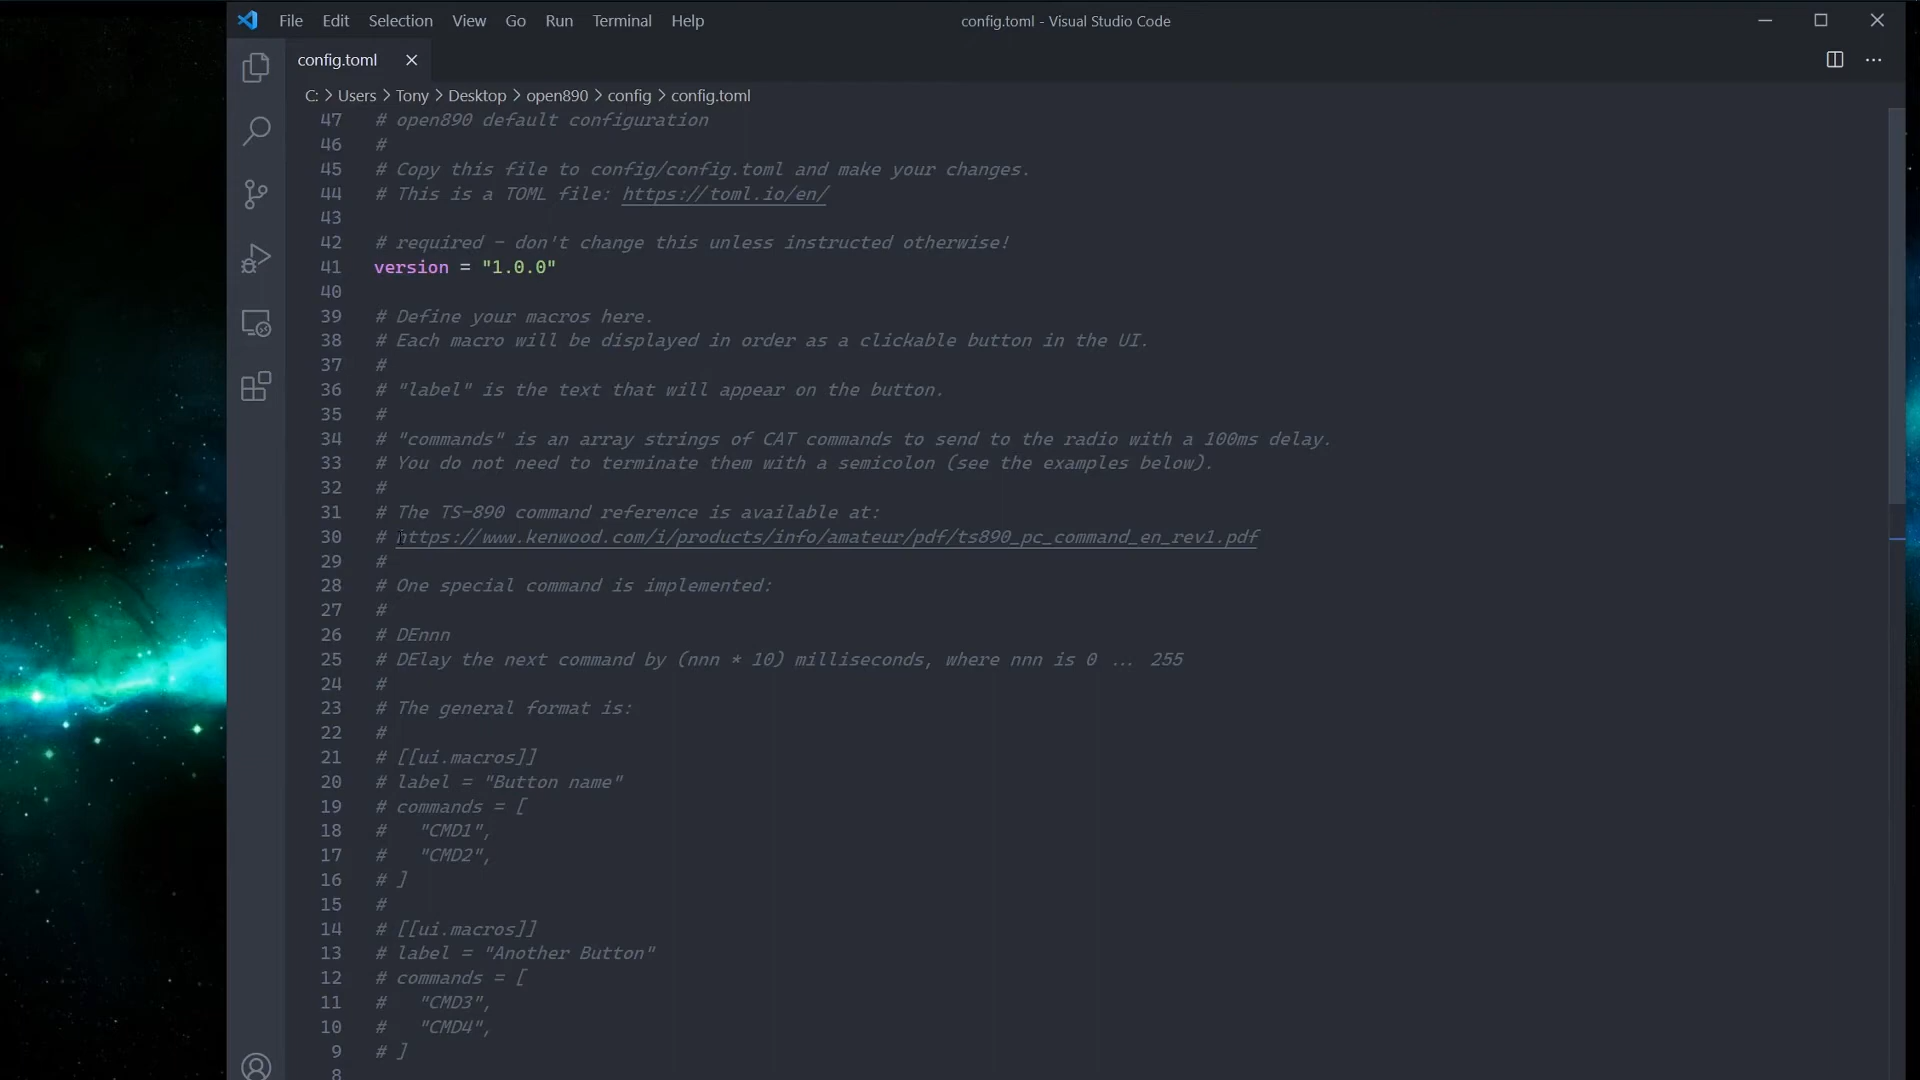 File Edit Selection View Go Run Terminal Help config.toml - Visual Studio Code
config.toml
C: > Users > Tony > Desktop > open890 > config > config.toml
47 # open890 default configuration
46 #
45 # Copy this file to config/config.toml and make your changes.
44 # This is a TOML file: https://toml.io/en/
43
42 # required - don't change this unless instructed otherwise!
41 version = "1.0.0"
40
39 # Define your macros here.
38 # Each macro will be displayed in order as a clickable button in the UI.
37 #
36 # "label" is the text that will appear on the button.
35 #
34 # "commands" is an array strings of CAT commands to send to the radio with a 100ms delay.
33 # You do not need to terminate them with a semicolon (see the examples below).
32 #
31 # The TS-890 command reference is available at:
30 # https://www.kenwood.com/i/products/info/amateur/pdf/ts890_pc_command_en_rev1.pdf
29 #
28 # One special command is implemented:
27 #
26 # DEnnn
25 # DElay the next command by (nnn * 10) milliseconds, where nnn is 0 ... 255
24 #
23 # The general format is:
22 #
21 # [[ui.macros]]
20 # label = "Button name"
19 # commands = [
18 #   "CMD1",
17 #   "CMD2",
16 # ]
15 #
14 # [[ui.macros]]
13 # label = "Another Button"
12 # commands = [
11 #   "CMD3",
10 #   "CMD4",
9 # ]
8